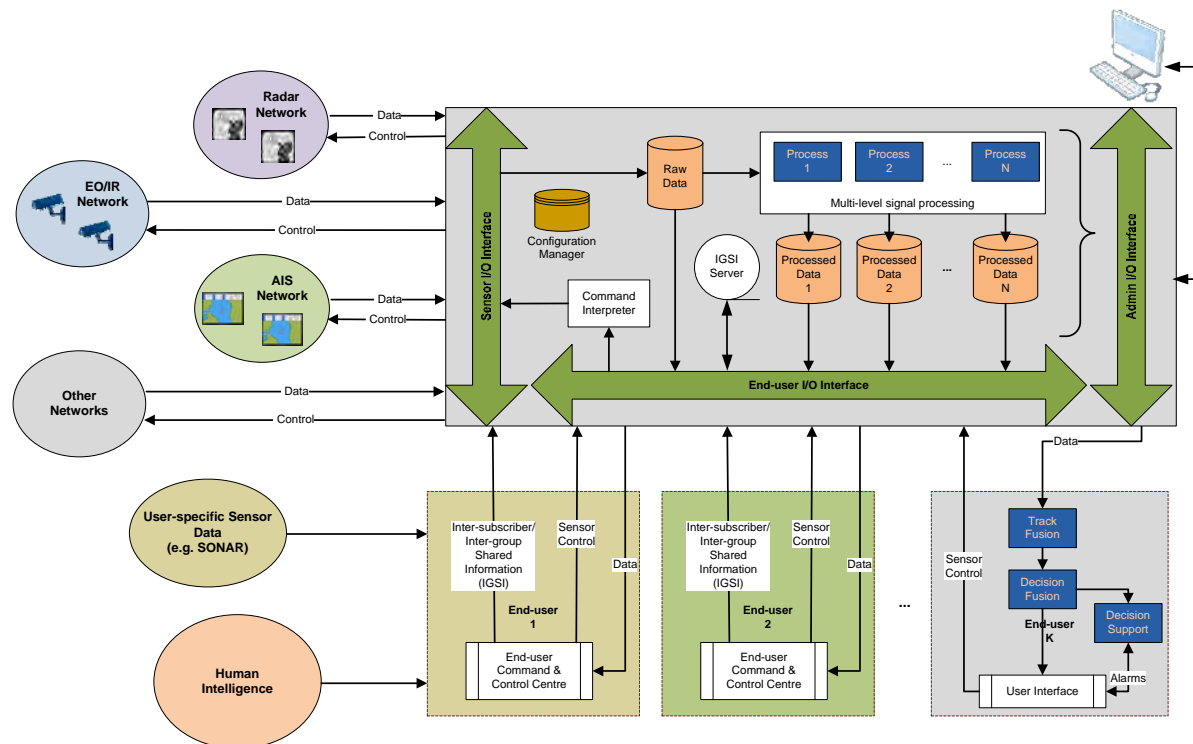 Radar
Network
Data
Control
EO/IR
Network
Data
Control
AIS
Network
Data
Control
Other
Networks
Data
Control
Sensor I/O Interface
Raw
Data
Configuration
Manager
Command
Interpreter
IGSI
Server
Process
1
Process
2
...
Process
N
Multi-level signal processing
Processed
Data
1
Processed
Data
2
...
Processed
Data
N
Admin I/O Interface
End-user I/O Interface
User-specific Sensor
Data
(e.g. SONAR)
Human
Intelligence
Inter-subscriber/
Inter-group
Shared
Information
(IGSI)
Sensor
Control
Data
End-user
1
End-user
Command &
Control Centre
Inter-subscriber/
Inter-group
Shared
Information
(IGSI)
Sensor
Control
Data
End-user
2
End-user
Command &
Control Centre
...
Data
Sensor
Control
Track
Fusion
Decision
Fusion
Decision
Support
End-user
K
Alarms
User Interface